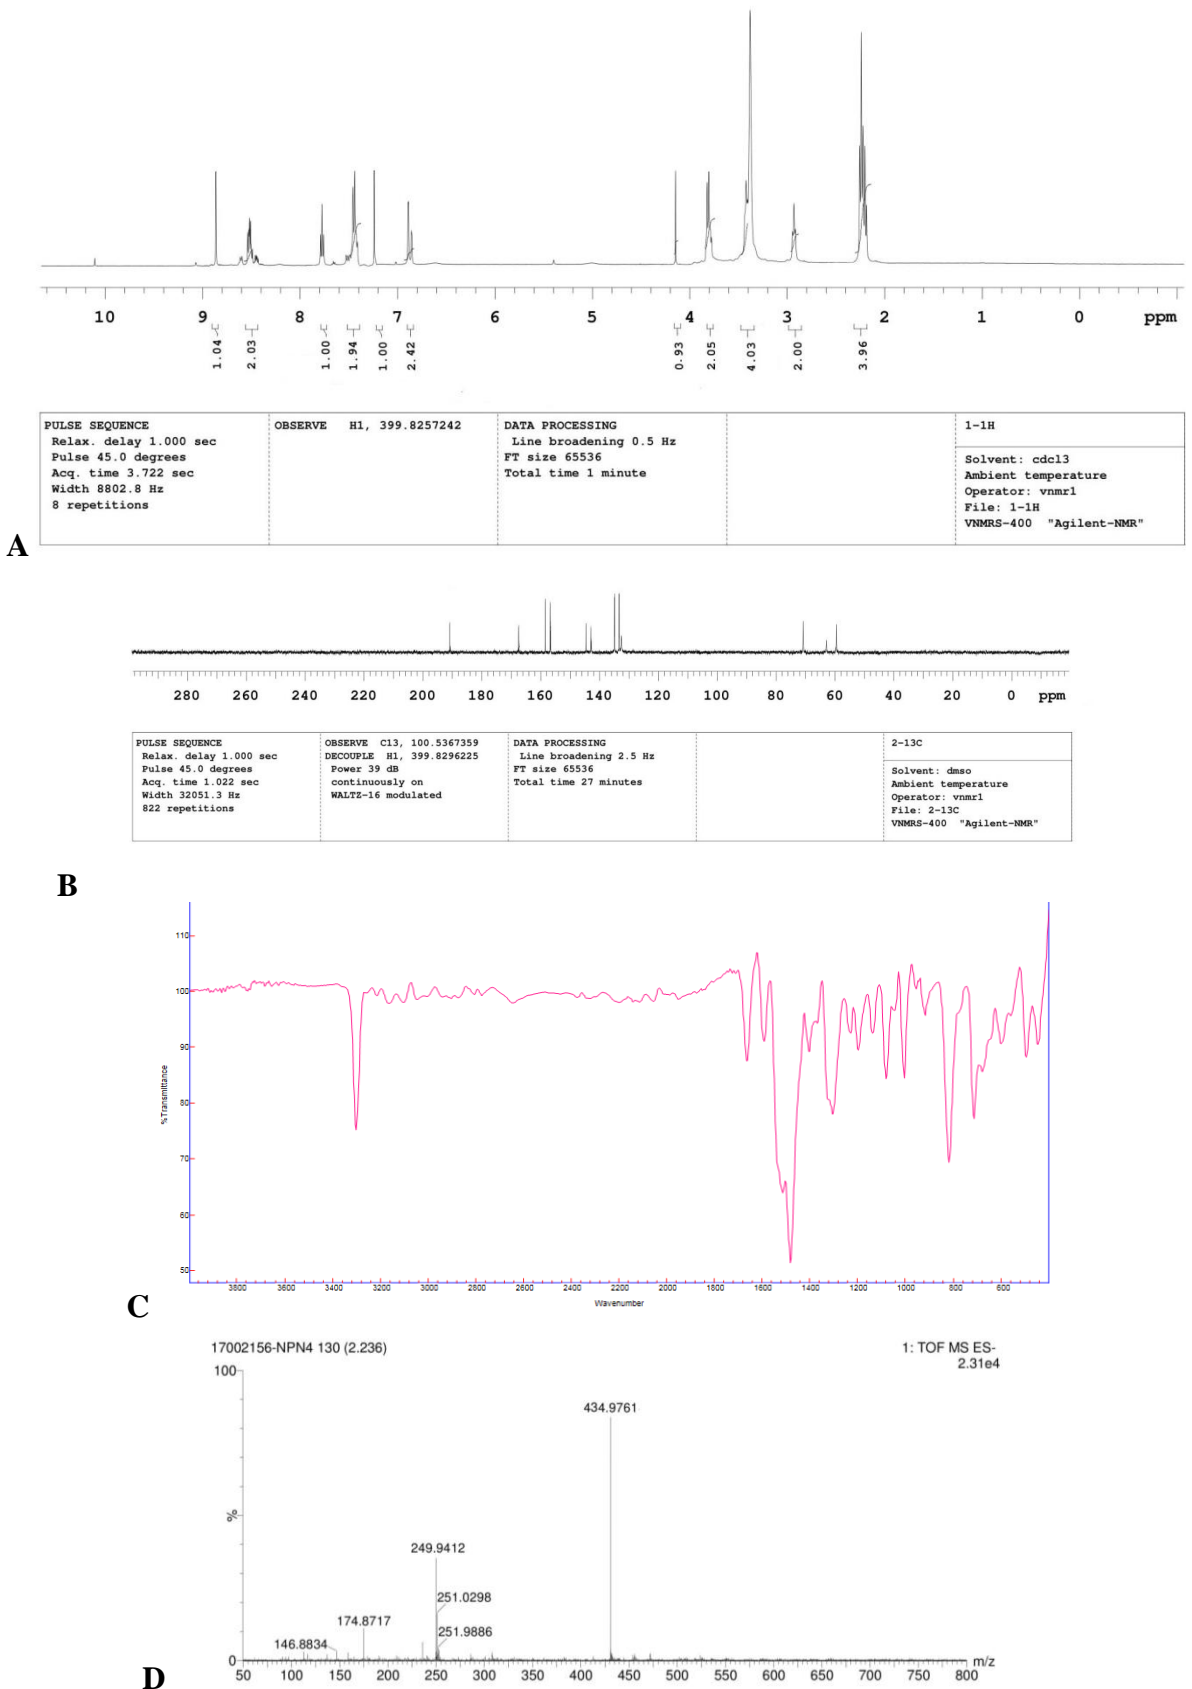 10 9 8 7 6 5 4 3 2 1 0 ppm
1.04 2.03 1.00 1.94 1.00 2.42 0.93 2.05 4.03 2.00 3.96
PULSE SEQUENCE
Relax. delay 1.000 sec
Pulse 45.0 degrees
Acq. time 3.722 sec
Width 8802.8 Hz
8 repetitions
OBSERVE H1, 399.8257242
DATA PROCESSING
Line broadening 0.5 Hz
FT size 65536
Total time 1 minute
1-1H
Solvent: cdcl3
Ambient temperature
Operator: vnmr1
File: 1-1H
VNMRS-400 "Agilent-NMR"
A
280 260 240 220 200 180 160 140 120 100 80 60 40 20 0 ppm
PULSE SEQUENCE
Relax. delay 1.000 sec
Pulse 45.0 degrees
Acq. time 1.022 sec
Width 32051.3 Hz
822 repetitions
OBSERVE C13, 100.5367359
DECOUPLE H1, 399.8296225
Power 39 dB
continuously on
WALTZ-16 modulated
DATA PROCESSING
Line broadening 2.5 Hz
FT size 65536
Total time 27 minutes
2-13C
Solvent: dmso
Ambient temperature
Operator: vnmr1
File: 2-13C
VNMRS-400 "Agilent-NMR"
B
110
100
90
80
70
60
50
%Transmittance
3800 3600 3400 3200 3000 2800 2600 2400 2200 2000 1800 1600 1400 1200 1000 800 600
Wavenumber
C
17002156-NPN4 130 (2.236)
1: TOF MS ES-
2.31e4
100
%
0
434.9761
249.9412
251.0298
251.9886
174.8717
146.8834
50 100 150 200 250 300 350 400 450 500 550 600 650 700 750 800
m/z
D